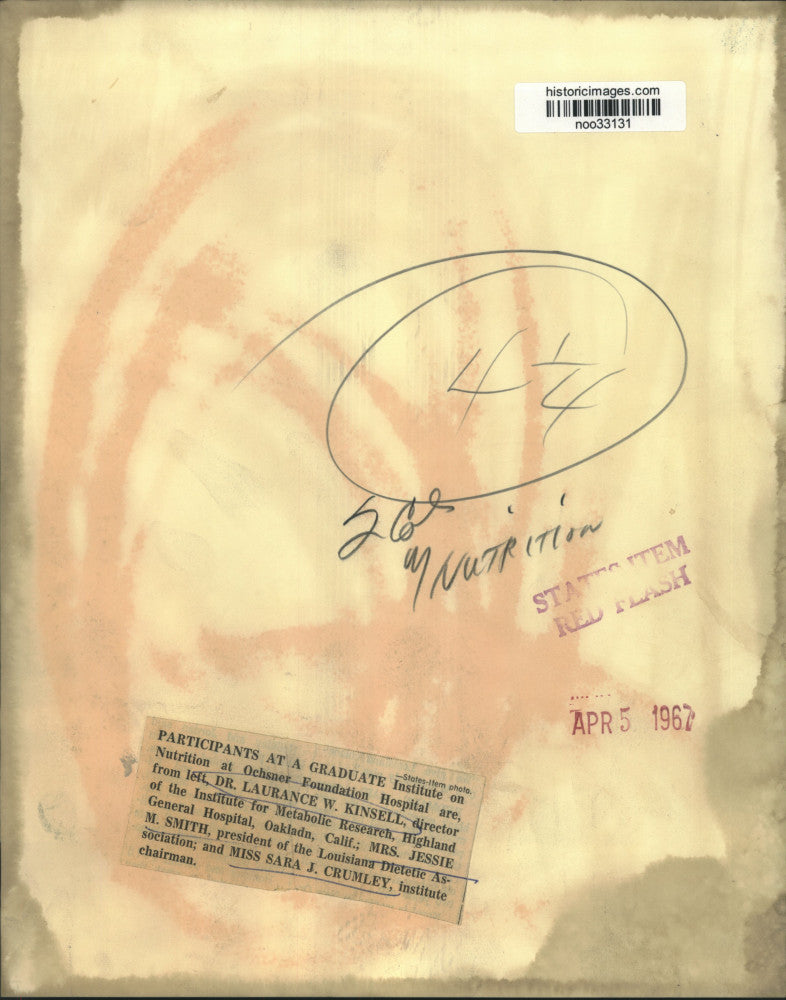 historicimages.com
noo33131
4 1/4
Nutrition
STATES ITEM
RED FLASH
APR 5 1967
—States-Item photo.
PARTICIPANTS AT A GRADUATE Institute on
Nutrition at Ochsner Foundation Hospital are,
from left, DR. LAURANCE W. KINSELL, director
of the Institute for Metabolic Research, Highland
General Hospital, Oakladn, Calif.; MRS. JESSIE
M. SMITH, president of the Louisiana Dietetic As-
sociation; and MISS SARA J. CRUMLEY, institute
chairman.